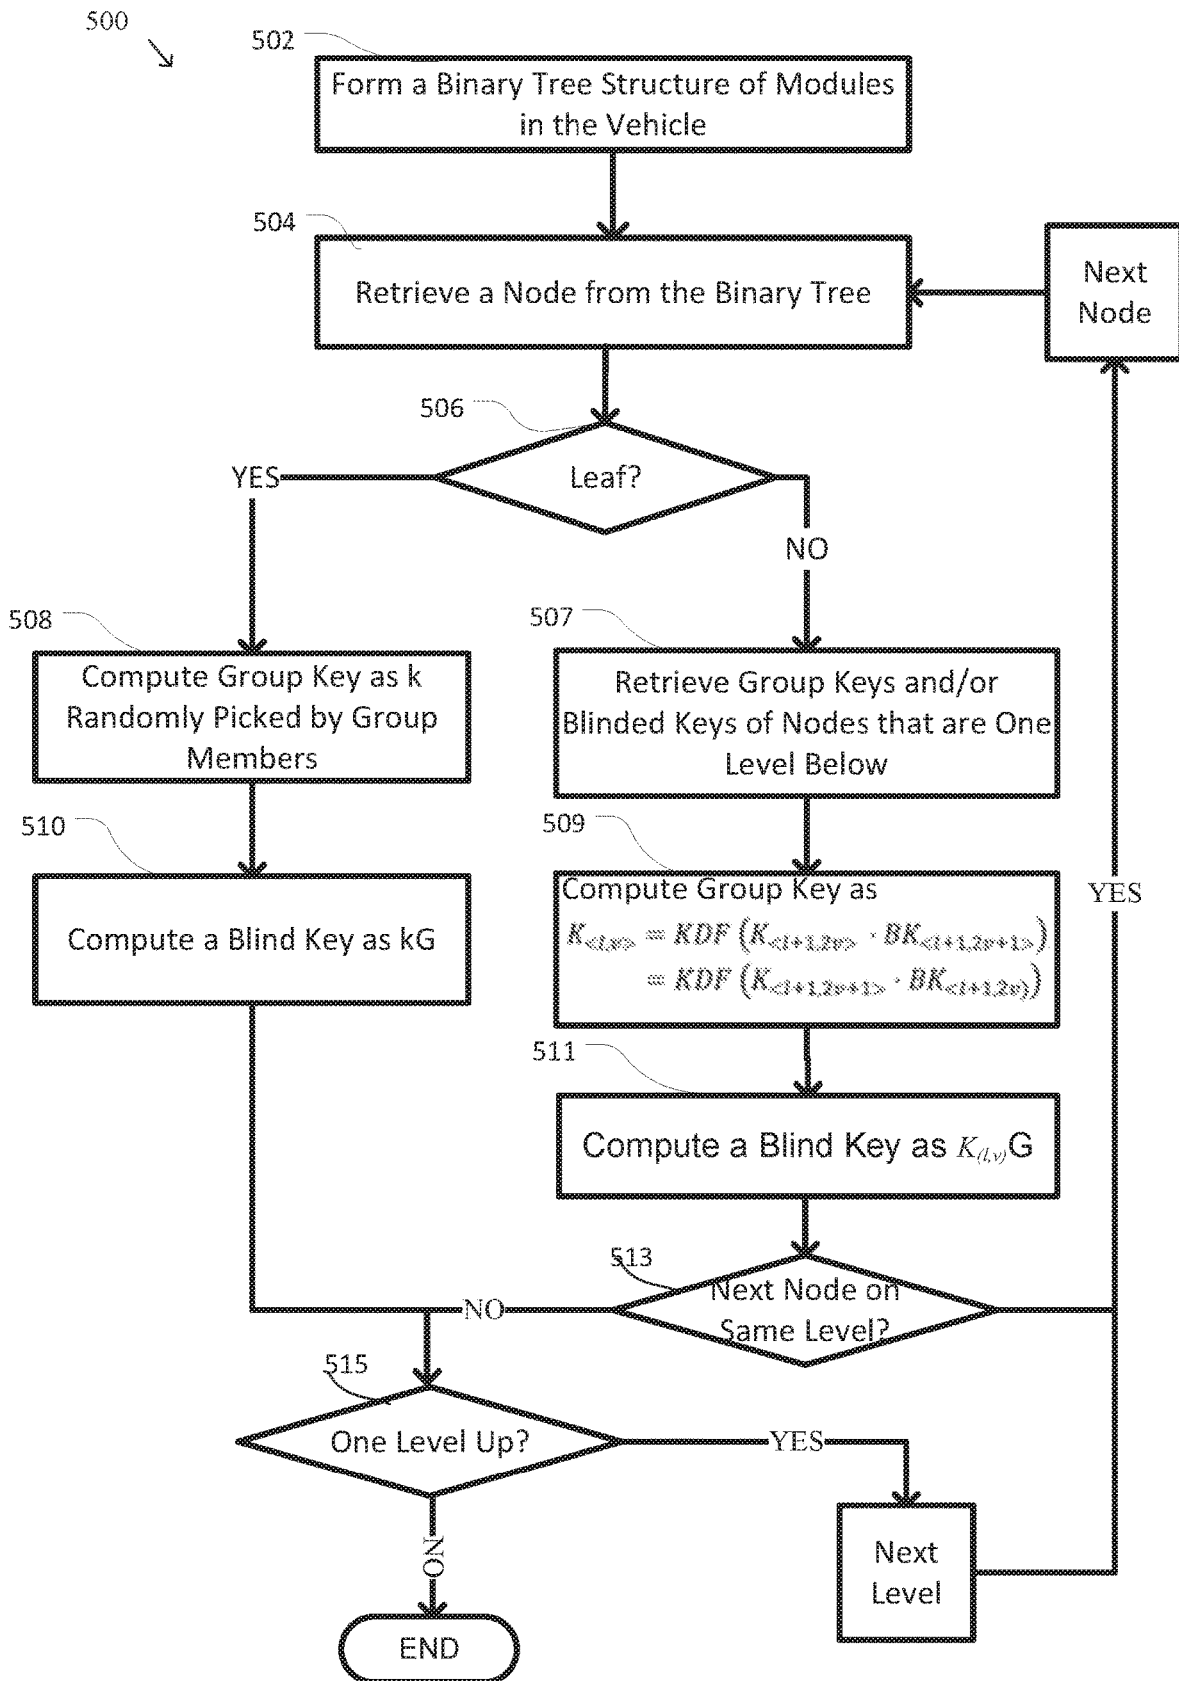 500
502
Form a Binary Tree Structure of Modules
in the Vehicle
504
Retrieve a Node from the Binary Tree
Next
Node
506
Leaf?
YES
NO
508
Compute Group Key as k
Randomly Picked by Group
Members
507
Retrieve Group Keys and/or
Blinded Keys of Nodes that are One
Level Below
510
Compute a Blind Key as kG
509
Compute Group Key as
K<l,v> = KDF (K<l+1,2v> · BK<l+1,2v+1>)
= KDF (K<l+1,2v+1> · BK<l+1,2v))
YES
511
Compute a Blind Key as K(l,v)G
513
Next Node on
Same Level?
NO
515
One Level Up?
YES
NO
Next
Level
END